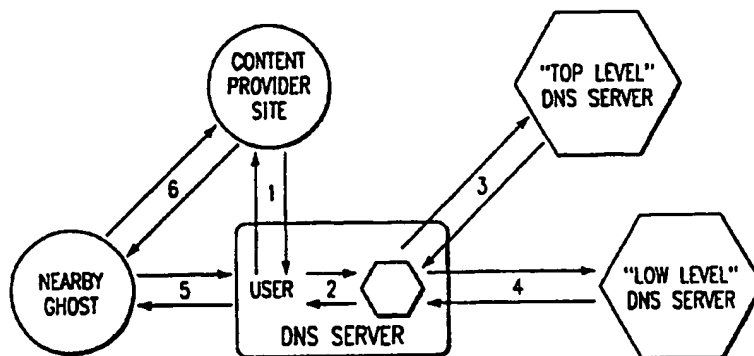 CONTENT
PROVIDER
SITE
"TOP LEVEL"
DNS SERVER
6
1
3
NEARBY
GHOST
5
USER
2
4
"LOW LEVEL"
DNS SERVER
DNS SERVER